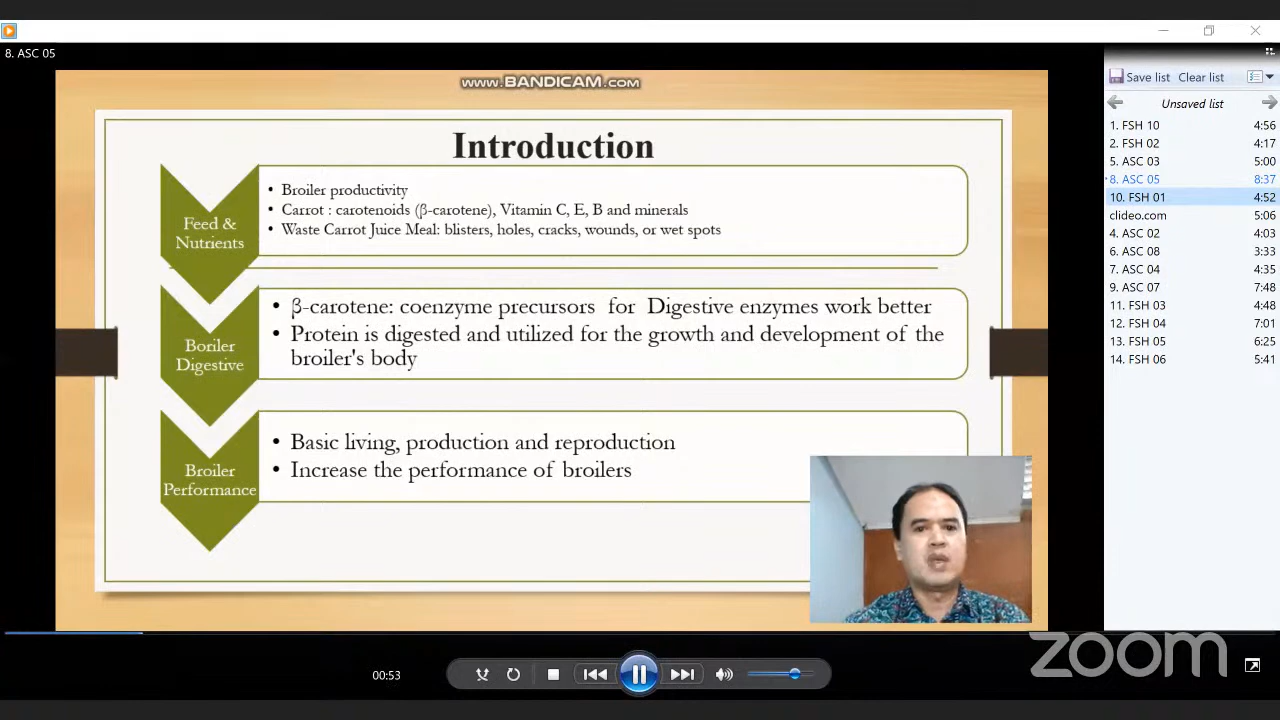 8. ASC 05
www.BANDICAM.com
Introduction
Feed &
Nutrients
• Broiler productivity
• Carrot : carotenoids (β-carotene), Vitamin C, E, B and minerals
• Waste Carrot Juice Meal: blisters, holes, cracks, wounds, or wet spots
Boriler
Digestive
• β-carotene: coenzyme precursors for Digestive enzymes work better
• Protein is digested and utilized for the growth and development of the
broiler's body
Broiler
Performance
• Basic living, production and reproduction
• Increase the performance of broilers
Save list Clear list
Unsaved list
1. FSH 10 4:56
2. FSH 02 4:17
5. ASC 03 5:00
8. ASC 05 8:37
10. FSH 01 4:52
clideo.com 5:06
4. ASC 02 4:03
6. ASC 08 3:33
7. ASC 04 4:35
9. ASC 07 7:48
11. FSH 03 4:48
12. FSH 04 7:01
13. FSH 05 6:25
14. FSH 06 5:41
00:53
zoom